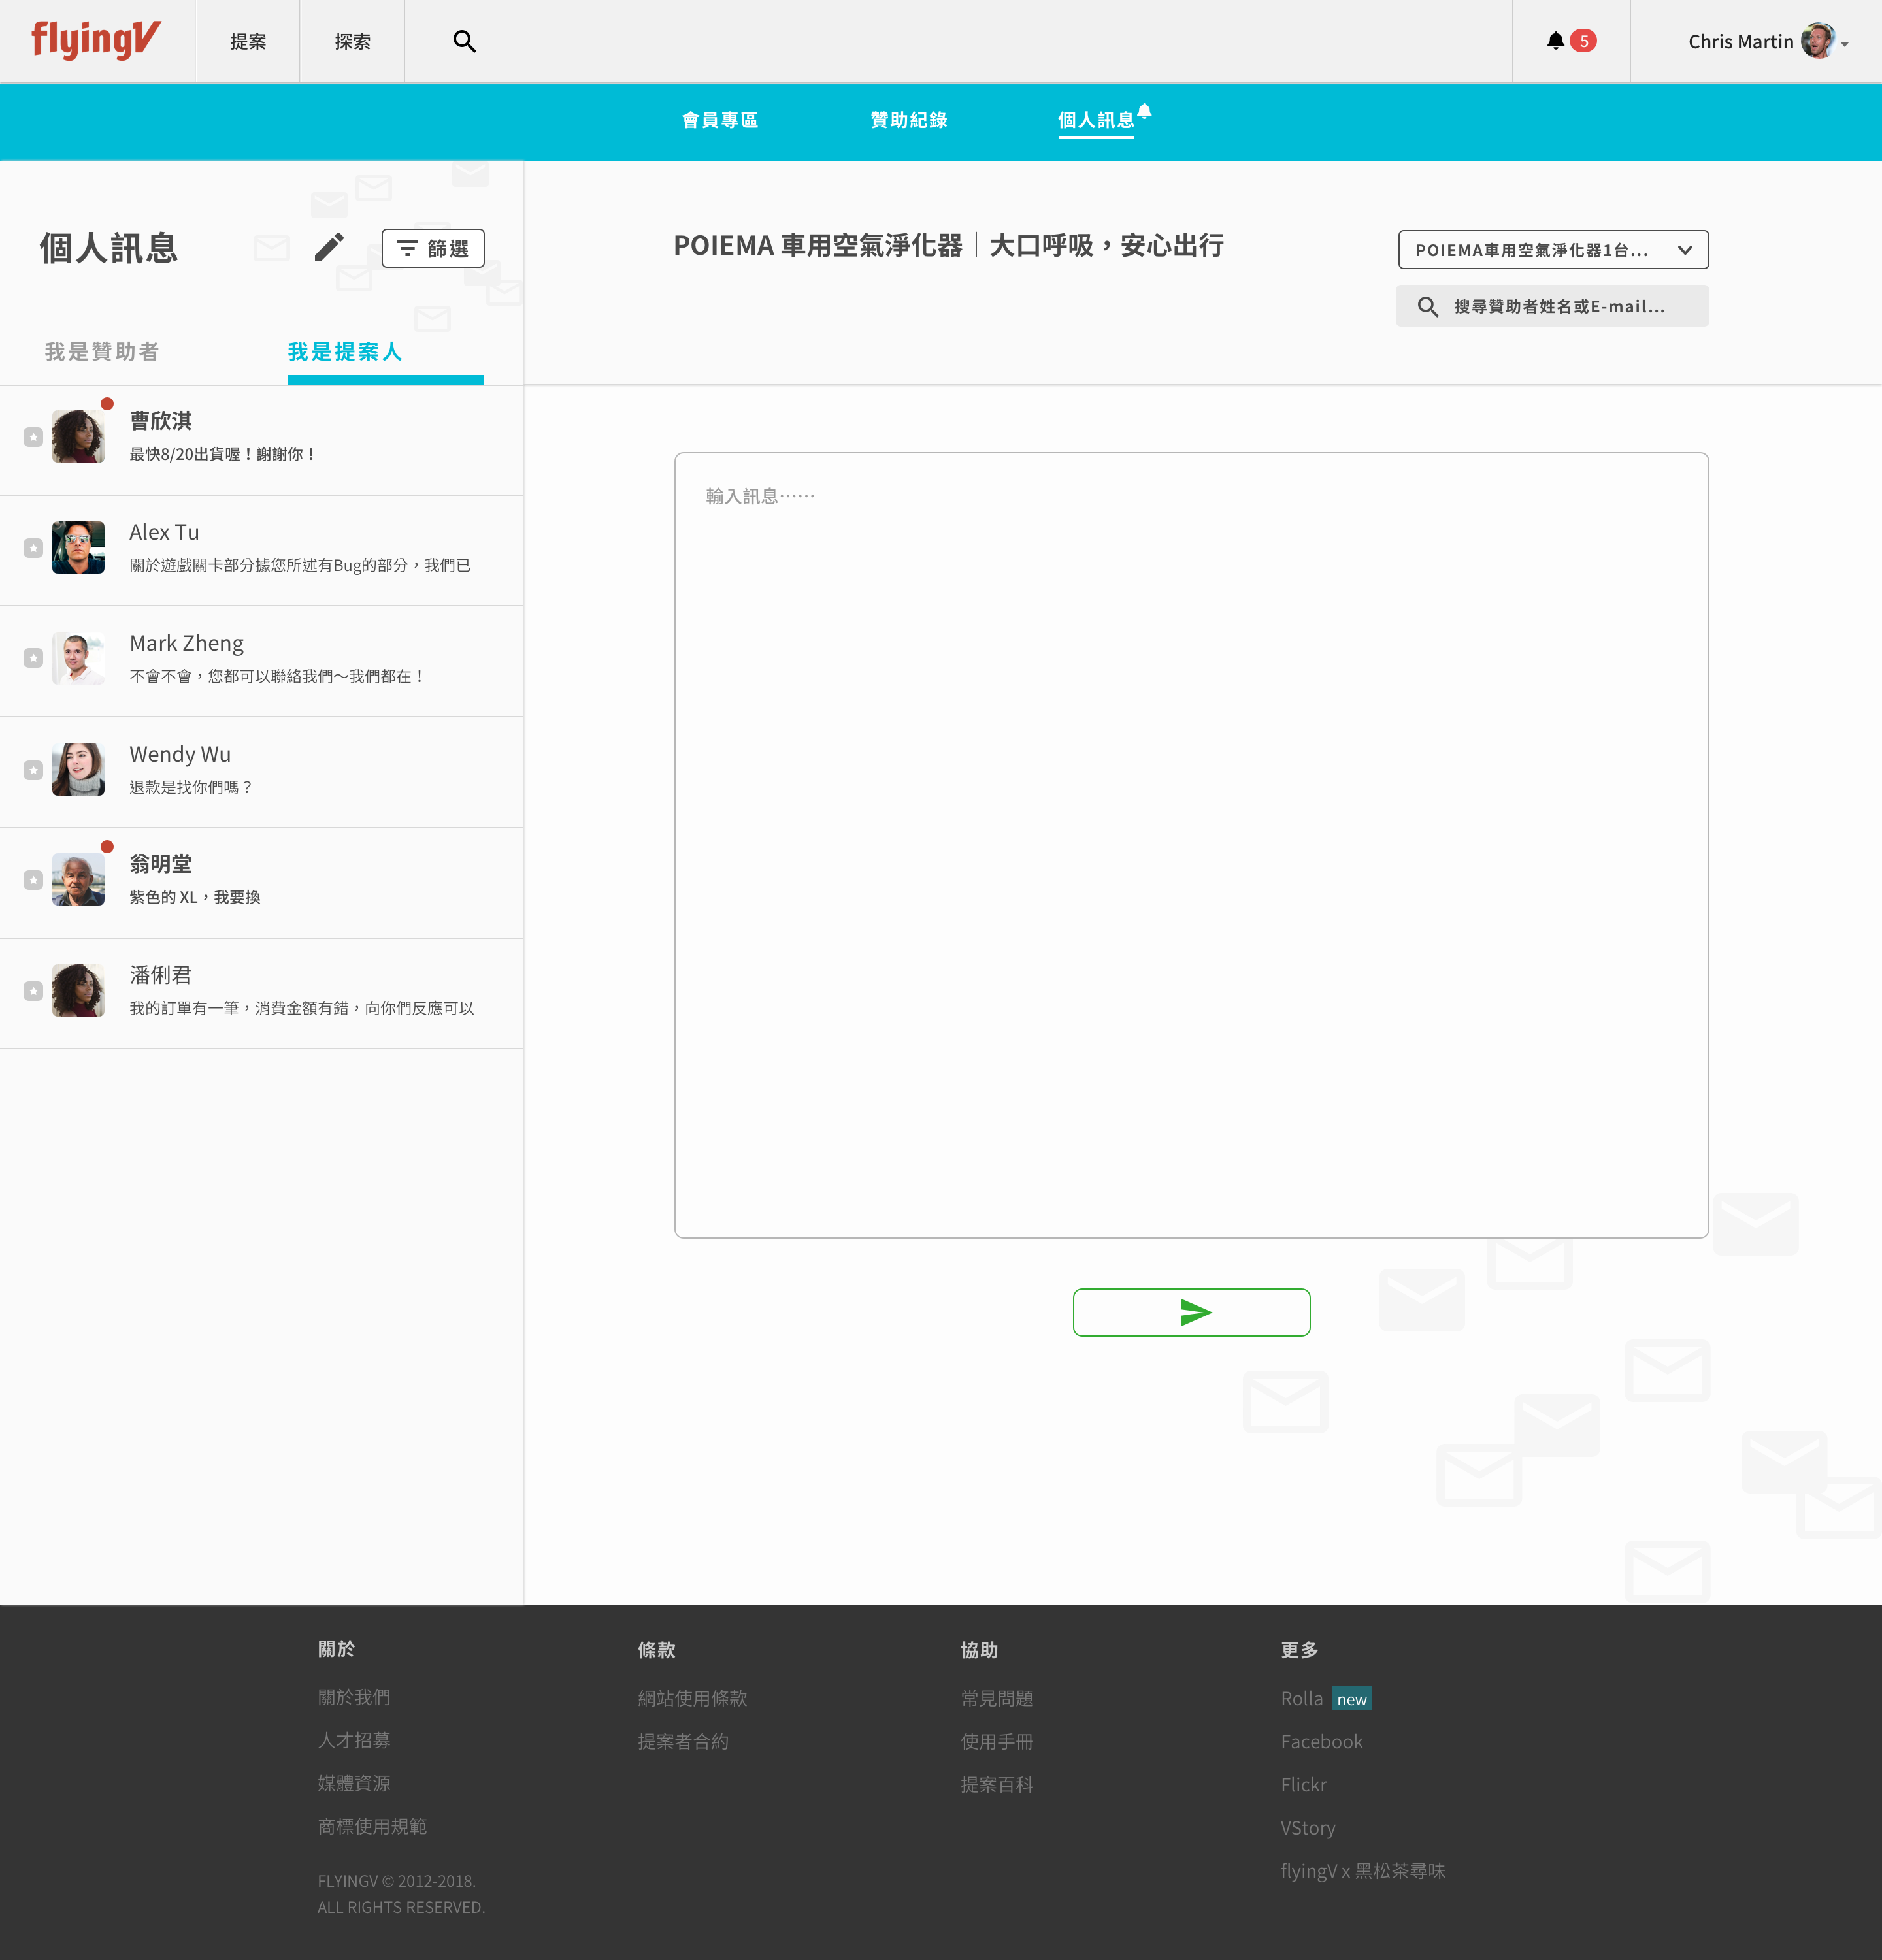 flyingV
提案
探索
5
Chris Martin
會員專區
贊助紀錄
個人訊息
個人訊息
篩選
我是贊助者
我是提案人
曹欣淇
最快8/20出貨喔！謝謝你！
Alex Tu
關於遊戲關卡部分據您所述有Bug的部分，我們已
Mark Zheng
不會不會，您都可以聯絡我們～我們都在！
Wendy Wu
退款是找你們嗎？
翁明堂
紫色的 XL，我要換
潘俐君
我的訂單有一筆，消費金額有錯，向你們反應可以
POIEMA 車用空氣淨化器｜大口呼吸，安心出行
POIEMA車用空氣淨化器1台...
搜尋贊助者姓名或E-mail...
輸入訊息⋯⋯
關於
關於我們
人才招募
媒體資源
商標使用規範
FLYINGV © 2012-2018.
ALL RIGHTS RESERVED.
條款
網站使用條款
提案者合約
協助
常見問題
使用手冊
提案百科
更多
Rolla new
Facebook
Flickr
VStory
flyingV x 黑松茶尋味